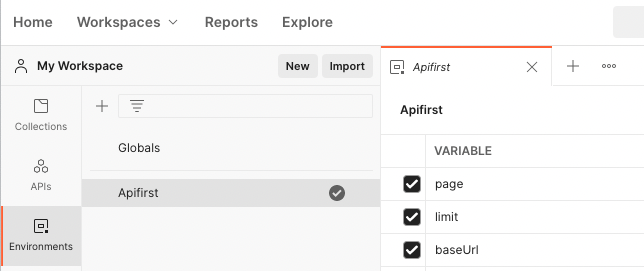 Home Workspaces Reports Explore
My Workspace New Import
Apifirst
Collections
APIs
Environments
Globals
Apifirst
Apifirst
VARIABLE
page
limit
baseUrl